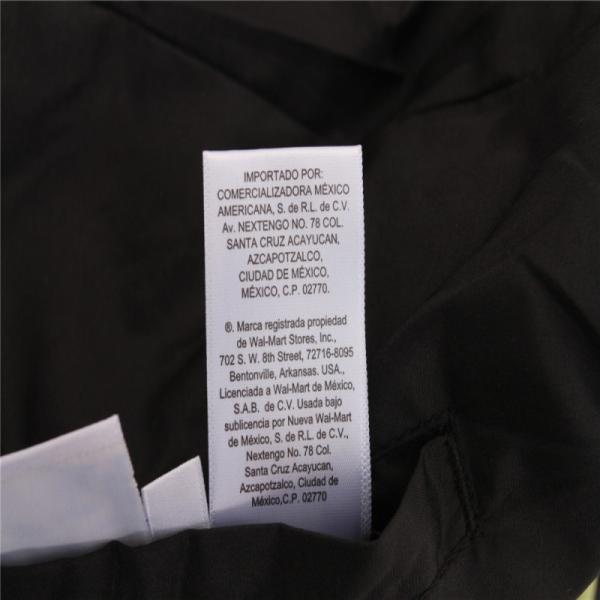 IMPORTADO POR:
COMERCIALIZADORA MÉXICO
AMERICANA, S. de R.L. de C.V.
Av. NEXTENGO No. 78 COL.
SANTA CRUZ ACAYUCAN,
AZCAPOTZALCO,
CIUDAD DE MÉXICO,
MÉXICO, C.P. 02770.
®. Marca registrada propiedad
de Wal-Mart Stores, Inc.,
702 S. W. 8th Street, 72716-8095
Bentonville, Arkansas. USA.,
Licenciada a Wal-Mart de México,
S.A.B. de C.V. Usada bajo
sublicencia por Nueva Wal-Mart
de México, S. de R.L. de C.V.,
Nextengo No. 78 Col.
Santa Cruz Acayucan,
Azcapotzalco, Ciudad de
México,C.P. 02770